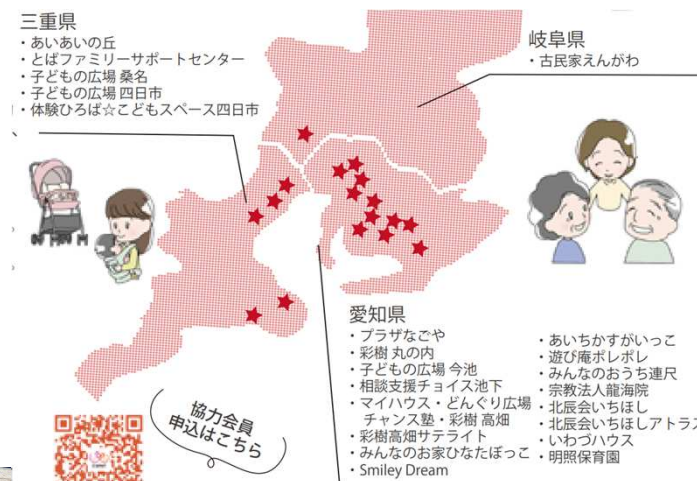 三重県
・あいあいの丘
・とばファミリーサポートセンター
・子どもの広場 桑名
・子どもの広場 四日市
・体験ひろば☆こどもスペース四日市
岐阜県
・古民家えんがわ
愛知県
・プラザなごや
・彩樹 丸の内
・子どもの広場 今池
・相談支援チョイス池下
・マイハウス・どんぐり広場
チャンス塾・彩樹 高畑
・彩樹高畑サテライト
・みんなのお家ひなたぼっこ
・Smiley Dream
・あいちかすがいっこ
・遊び庵ポレポレ
・みんなのおうち連尺
・宗教法人龍海院
・北辰会いちほし
・北辰会いちほしアトラス
・いわづハウス
・明照保育園
協力会員
申込はこちら